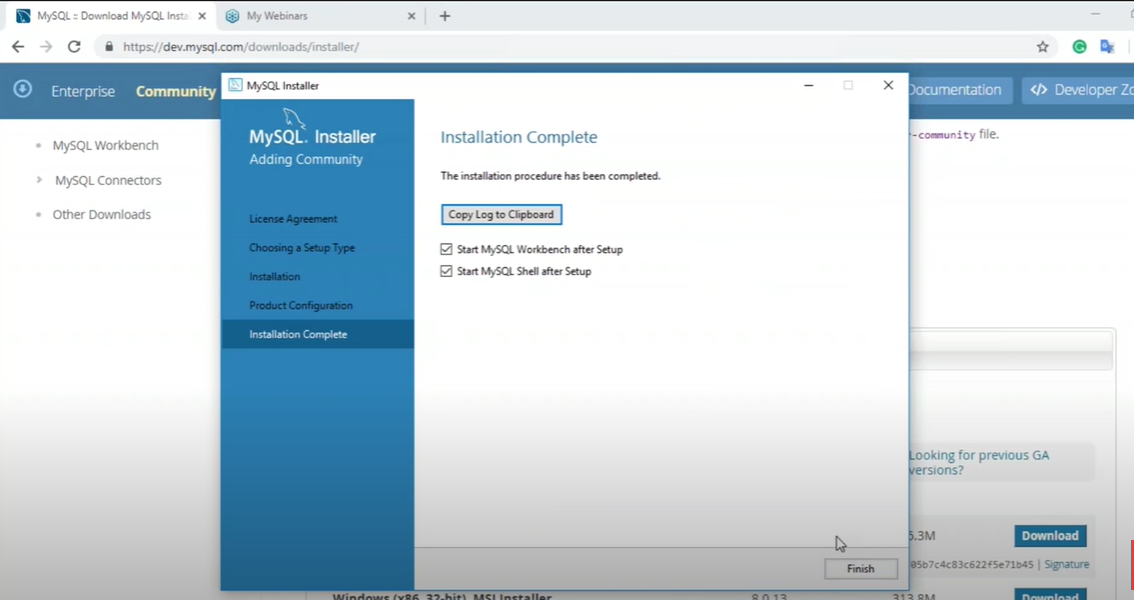 MySQL :: Download MySQL Insta
My Webinars
https://dev.mysql.com/downloads/installer/
Enterprise
Community
Documentation
</> Developer Zo
MySQL Workbench
MySQL Connectors
Other Downloads
MySQL Installer
MySQL. Installer
Adding Community
License Agreement
Choosing a Setup Type
Installation
Product Configuration
Installation Complete
Installation Complete
The installation procedure has been completed.
Copy Log to Clipboard
Start MySQL Workbench after Setup
Start MySQL Shell after Setup
Finish
-community file.
Looking for previous GA
versions?
5.3M
Download
05b7c4c83c622f5e71b45 | Signature
Windows (x86, 32-bit), MSI Installer
8.0.13
313.8M
Download